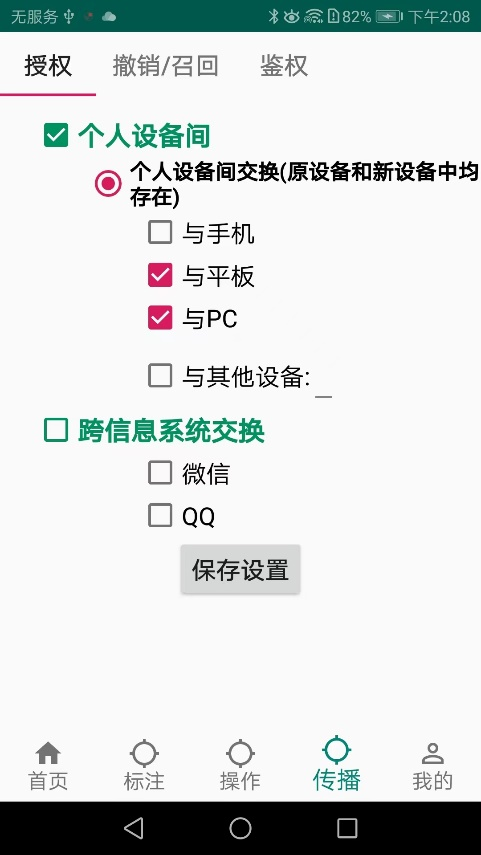 无服务 82% 下午2:08
授权 撤销/召回 鉴权
个人设备间
个人设备间交换(原设备和新设备中均
存在)
与手机
与平板
与PC
与其他设备:
跨信息系统交换
微信
QQ
保存设置
首页 标注 操作 传播 我的